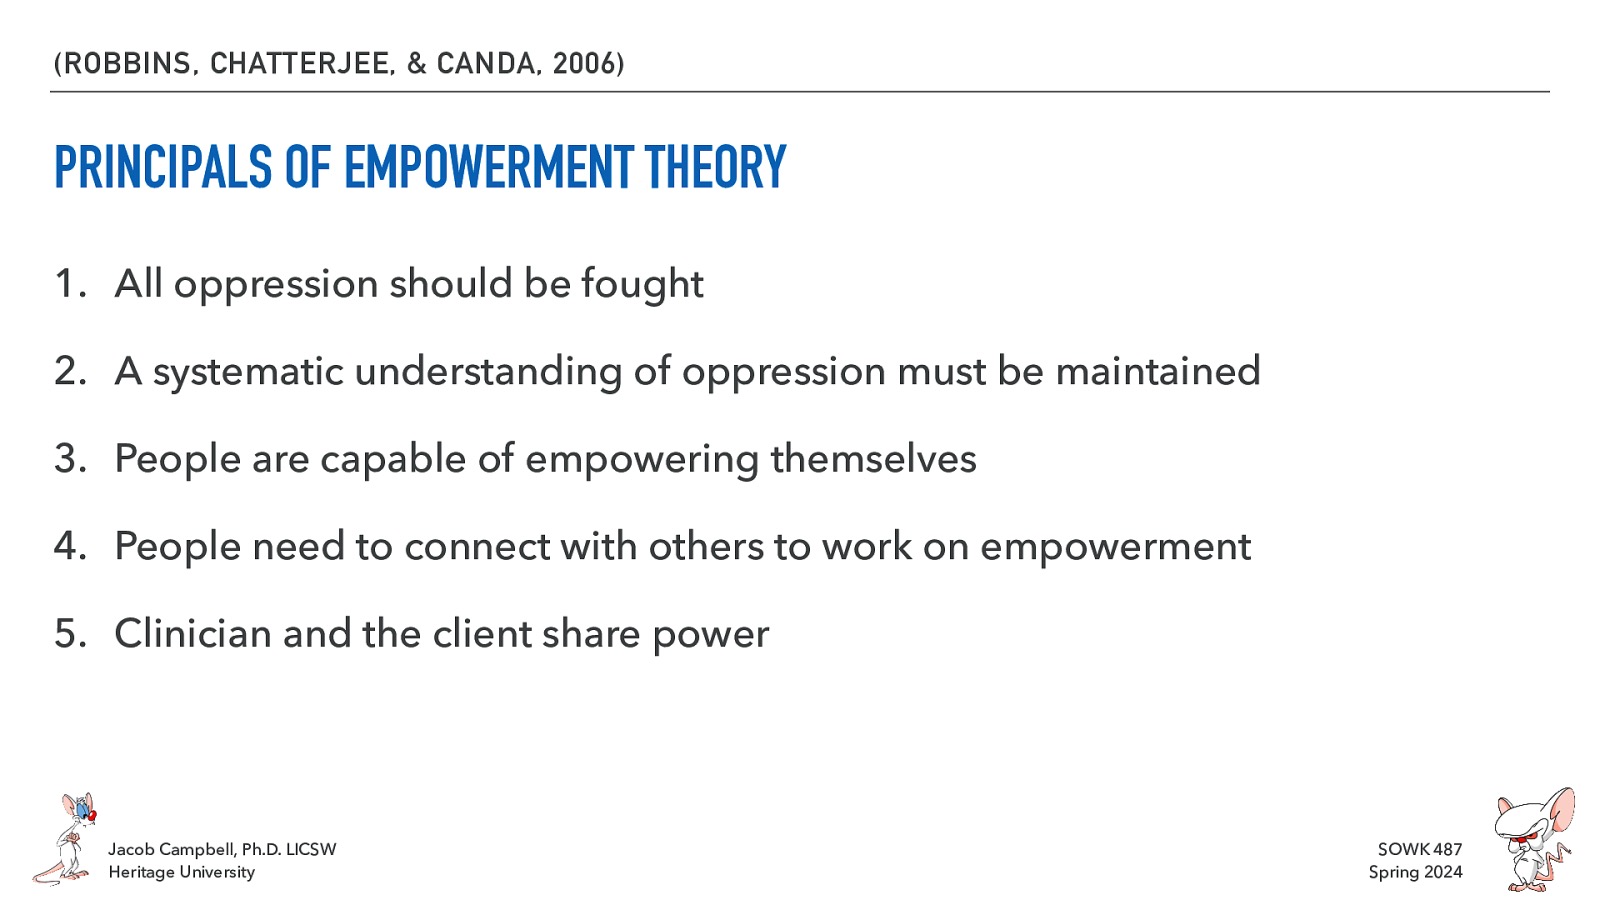 (ROBBINS, CHATTERJEE, & CANDA, 2006)
PRINCIPALS OF EMPOWERMENT THEORY
1. All oppression should be fought
2. A systematic understanding of oppression must be maintained
3. People are capable of empowering themselves
4. People need to connect with others to work on empowerment
5. Clinician and the client share power
Jacob Campbell, Ph.D. LICSW
Heritage University
SOWK 487
Spring 2024